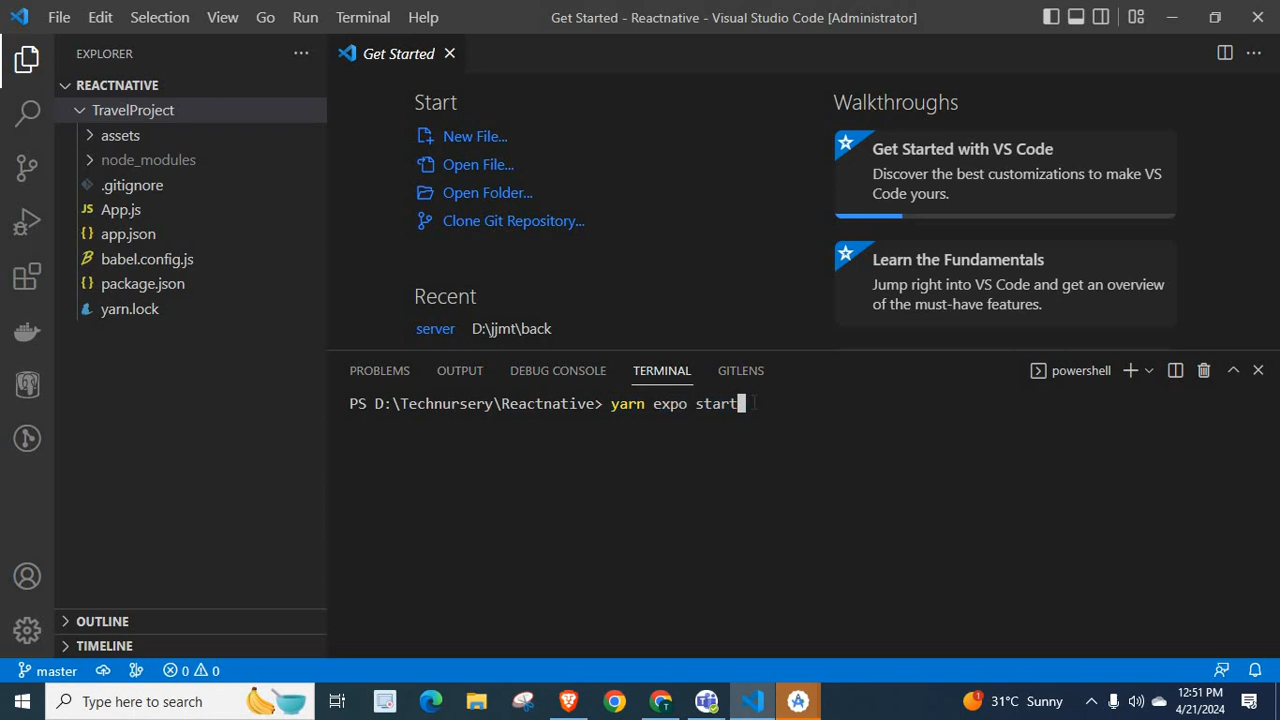 File Edit Selection View Go Run Terminal Help
Get Started - Reactnative - Visual Studio Code [Administrator]
EXPLORER
REACTNATIVE
TravelProject
assets
node_modules
.gitignore
JS App.js
{} app.json
babel.config.js
{} package.json
yarn.lock
OUTLINE
TIMELINE
Get Started
Start
New File...
Open File...
Open Folder...
Clone Git Repository...
Recent
server D:\jjmt\back
Walkthroughs
Get Started with VS Code
Discover the best customizations to make VS
Code yours.
Learn the Fundamentals
Jump right into VS Code and get an overview
of the must-have features.
PROBLEMS OUTPUT DEBUG CONSOLE TERMINAL GITLENS
powershell
PS D:\Technursery\Reactnative> yarn expo start
master
0 0
Type here to search
1
31°C Sunny
12:51 PM
4/21/2024